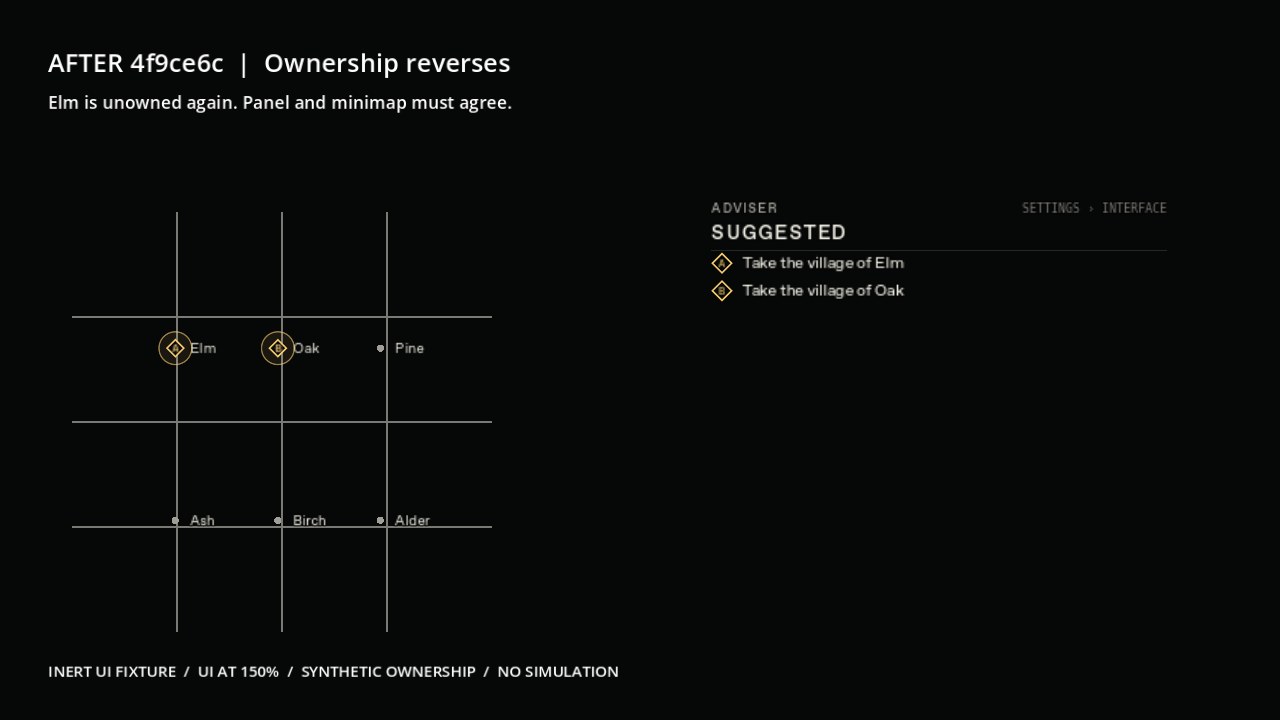 AFTER 4f9ce6c | Ownership reverses
Elm is unowned again. Panel and minimap must agree.
ADVISER
SETTINGS › INTERFACE
SUGGESTED
A Take the village of Elm
B Take the village of Oak
A Elm
B Oak
Pine
Ash
Birch
Alder
INERT UI FIXTURE / UI AT 150% / SYNTHETIC OWNERSHIP / NO SIMULATION